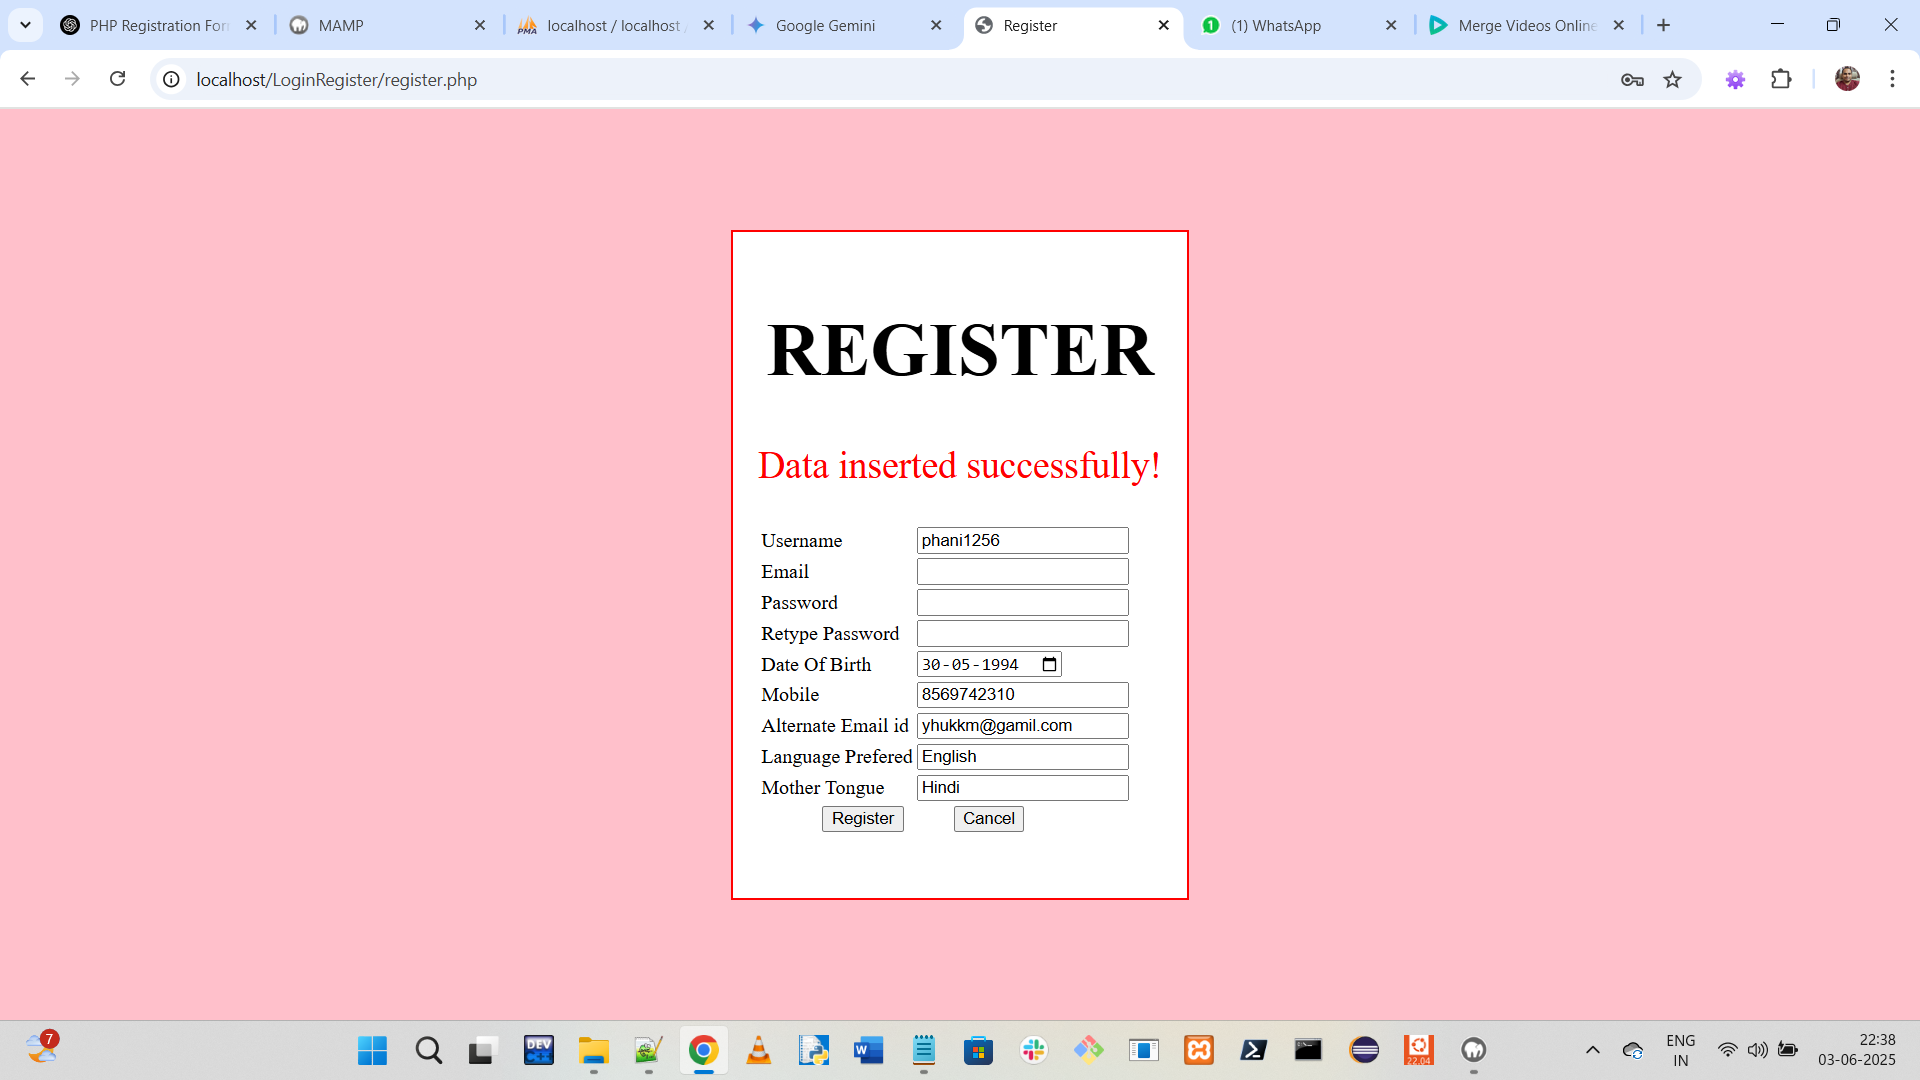 PHP Registration For
MAMP
localhost / localhost /
Google Gemini
Register
(1) WhatsApp
Merge Videos Online
localhost/LoginRegister/register.php
REGISTER
Data inserted successfully!
Username phani1256
Email
Password
Retype Password
Date Of Birth 30-05-1994
Mobile 8569742310
Alternate Email id yhukkm@gamil.com
Language Prefered English
Mother Tongue Hindi
Register Cancel
7
DEV
C++
22.04
ENG
IN
22:38
03-06-2025